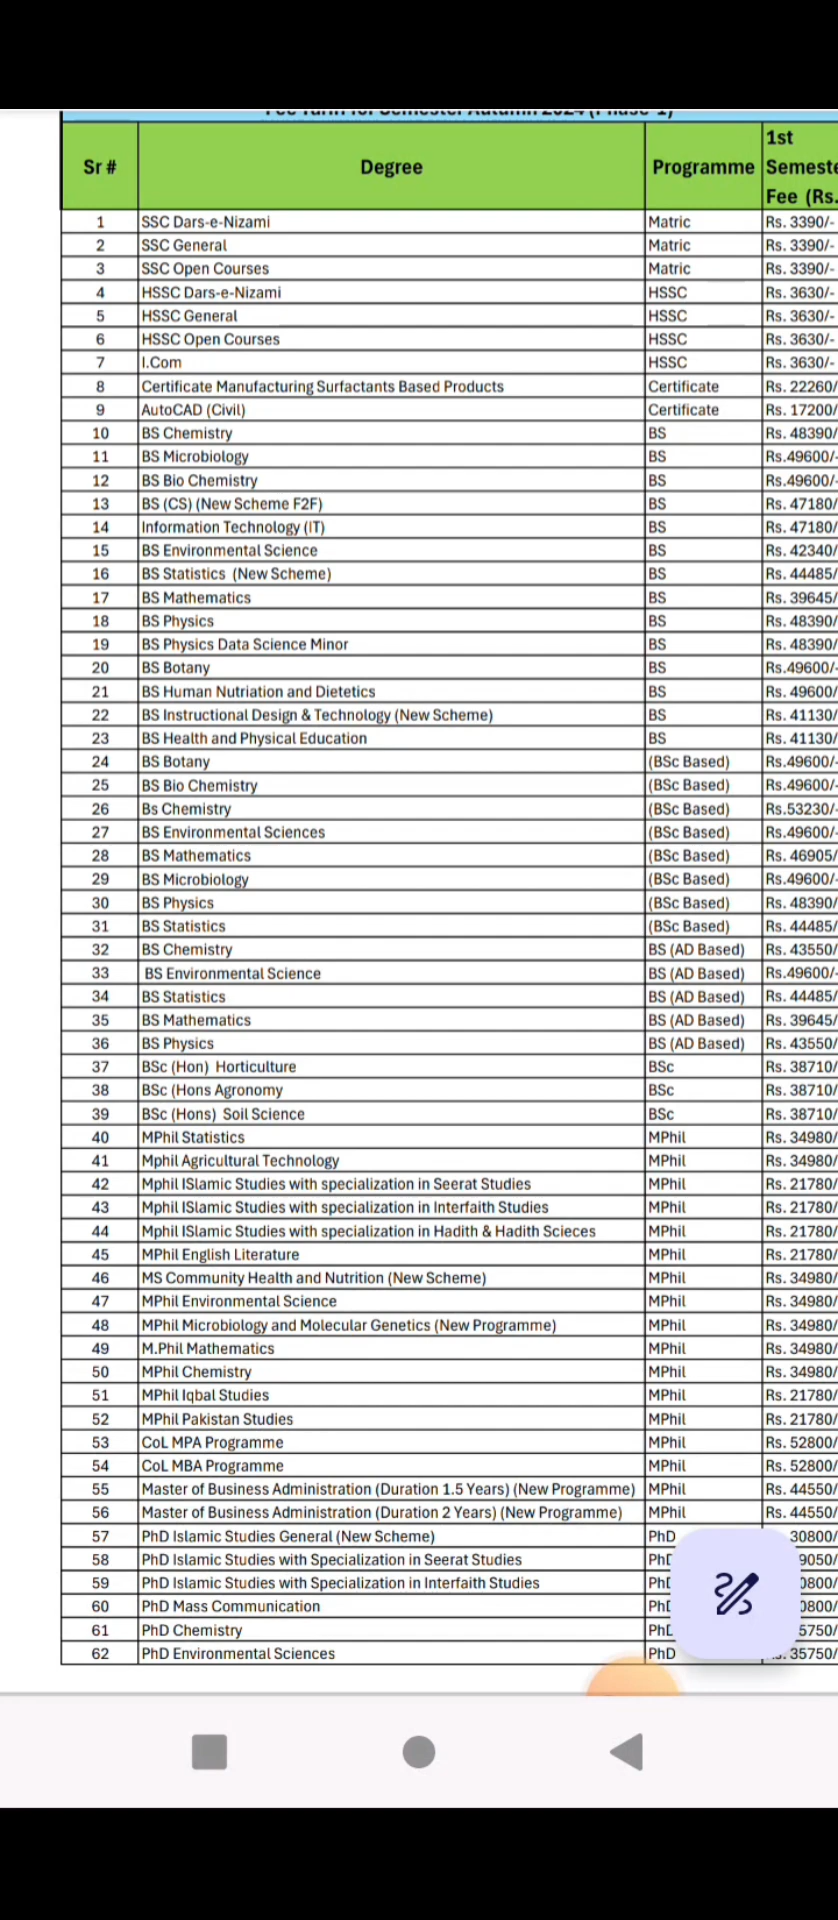 Fee Tariff for Semester Autumn 2024 (Phase-1)
Sr # Degree Programme 1st Semeste Fee (Rs.
1 SSC Dars-e-Nizami Matric Rs. 3390/-
2 SSC General Matric Rs. 3390/-
3 SSC Open Courses Matric Rs. 3390/-
4 HSSC Dars-e-Nizami HSSC Rs. 3630/-
5 HSSC General HSSC Rs. 3630/-
6 HSSC Open Courses HSSC Rs. 3630/-
7 I.Com HSSC Rs. 3630/-
8 Certificate Manufacturing Surfactants Based Products Certificate Rs. 22260/
9 AutoCAD (Civil) Certificate Rs. 17200/
10 BS Chemistry BS Rs. 48390/
11 BS Microbiology BS Rs.49600/-
12 BS Bio Chemistry BS Rs.49600/-
13 BS (CS) (New Scheme F2F) BS Rs. 47180/
14 Information Technology (IT) BS Rs. 47180/
15 BS Environmental Science BS Rs. 42340/
16 BS Statistics (New Scheme) BS Rs. 44485/
17 BS Mathematics BS Rs. 39645/
18 BS Physics BS Rs. 48390/
19 BS Physics Data Science Minor BS Rs. 48390/
20 BS Botany BS Rs.49600/-
21 BS Human Nutriation and Dietetics BS Rs. 49600/
22 BS Instructional Design & Technology (New Scheme) BS Rs. 41130/
23 BS Health and Physical Education BS Rs. 41130/
24 BS Botany (BSc Based) Rs.49600/-
25 BS Bio Chemistry (BSc Based) Rs.49600/-
26 Bs Chemistry (BSc Based) Rs.53230/-
27 BS Environmental Sciences (BSc Based) Rs.49600/-
28 BS Mathematics (BSc Based) Rs. 46905/
29 BS Microbiology (BSc Based) Rs.49600/-
30 BS Physics (BSc Based) Rs. 48390/
31 BS Statistics (BSc Based) Rs. 44485/
32 BS Chemistry BS (AD Based) Rs. 43550/
33 BS Environmental Science BS (AD Based) Rs.49600/-
34 BS Statistics BS (AD Based) Rs. 44485/
35 BS Mathematics BS (AD Based) Rs. 39645/
36 BS Physics BS (AD Based) Rs. 43550/
37 BSc (Hon) Horticulture BSc Rs. 38710/
38 BSc (Hons Agronomy BSc Rs. 38710/
39 BSc (Hons) Soil Science BSc Rs. 38710/
40 MPhil Statistics MPhil Rs. 34980/
41 Mphil Agricultural Technology MPhil Rs. 34980/
42 Mphil ISlamic Studies with specialization in Seerat Studies MPhil Rs. 21780/
43 Mphil ISlamic Studies with specialization in Interfaith Studies MPhil Rs. 21780/
44 Mphil ISlamic Studies with specialization in Hadith & Hadith Scieces MPhil Rs. 21780/
45 MPhil English Literature MPhil Rs. 21780/
46 MS Community Health and Nutrition (New Scheme) MPhil Rs. 34980/
47 MPhil Environmental Science MPhil Rs. 34980/
48 MPhil Microbiology and Molecular Genetics (New Programme) MPhil Rs. 34980/
49 M.Phil Mathematics MPhil Rs. 34980/
50 MPhil Chemistry MPhil Rs. 34980/
51 MPhil Iqbal Studies MPhil Rs. 21780/
52 MPhil Pakistan Studies MPhil Rs. 21780/
53 CoL MPA Programme MPhil Rs. 52800/
54 CoL MBA Programme MPhil Rs. 52800/
55 Master of Business Administration (Duration 1.5 Years) (New Programme) MPhil Rs. 44550/
56 Master of Business Administration (Duration 2 Years) (New Programme) MPhil Rs. 44550/
57 PhD Islamic Studies General (New Scheme) PhD 30800/
58 PhD Islamic Studies with Specialization in Seerat Studies PhD 9050/
59 PhD Islamic Studies with Specialization in Interfaith Studies PhD 0800/
60 PhD Mass Communication PhD 0800/
61 PhD Chemistry PhD 5750/
62 PhD Environmental Sciences PhD 35750/